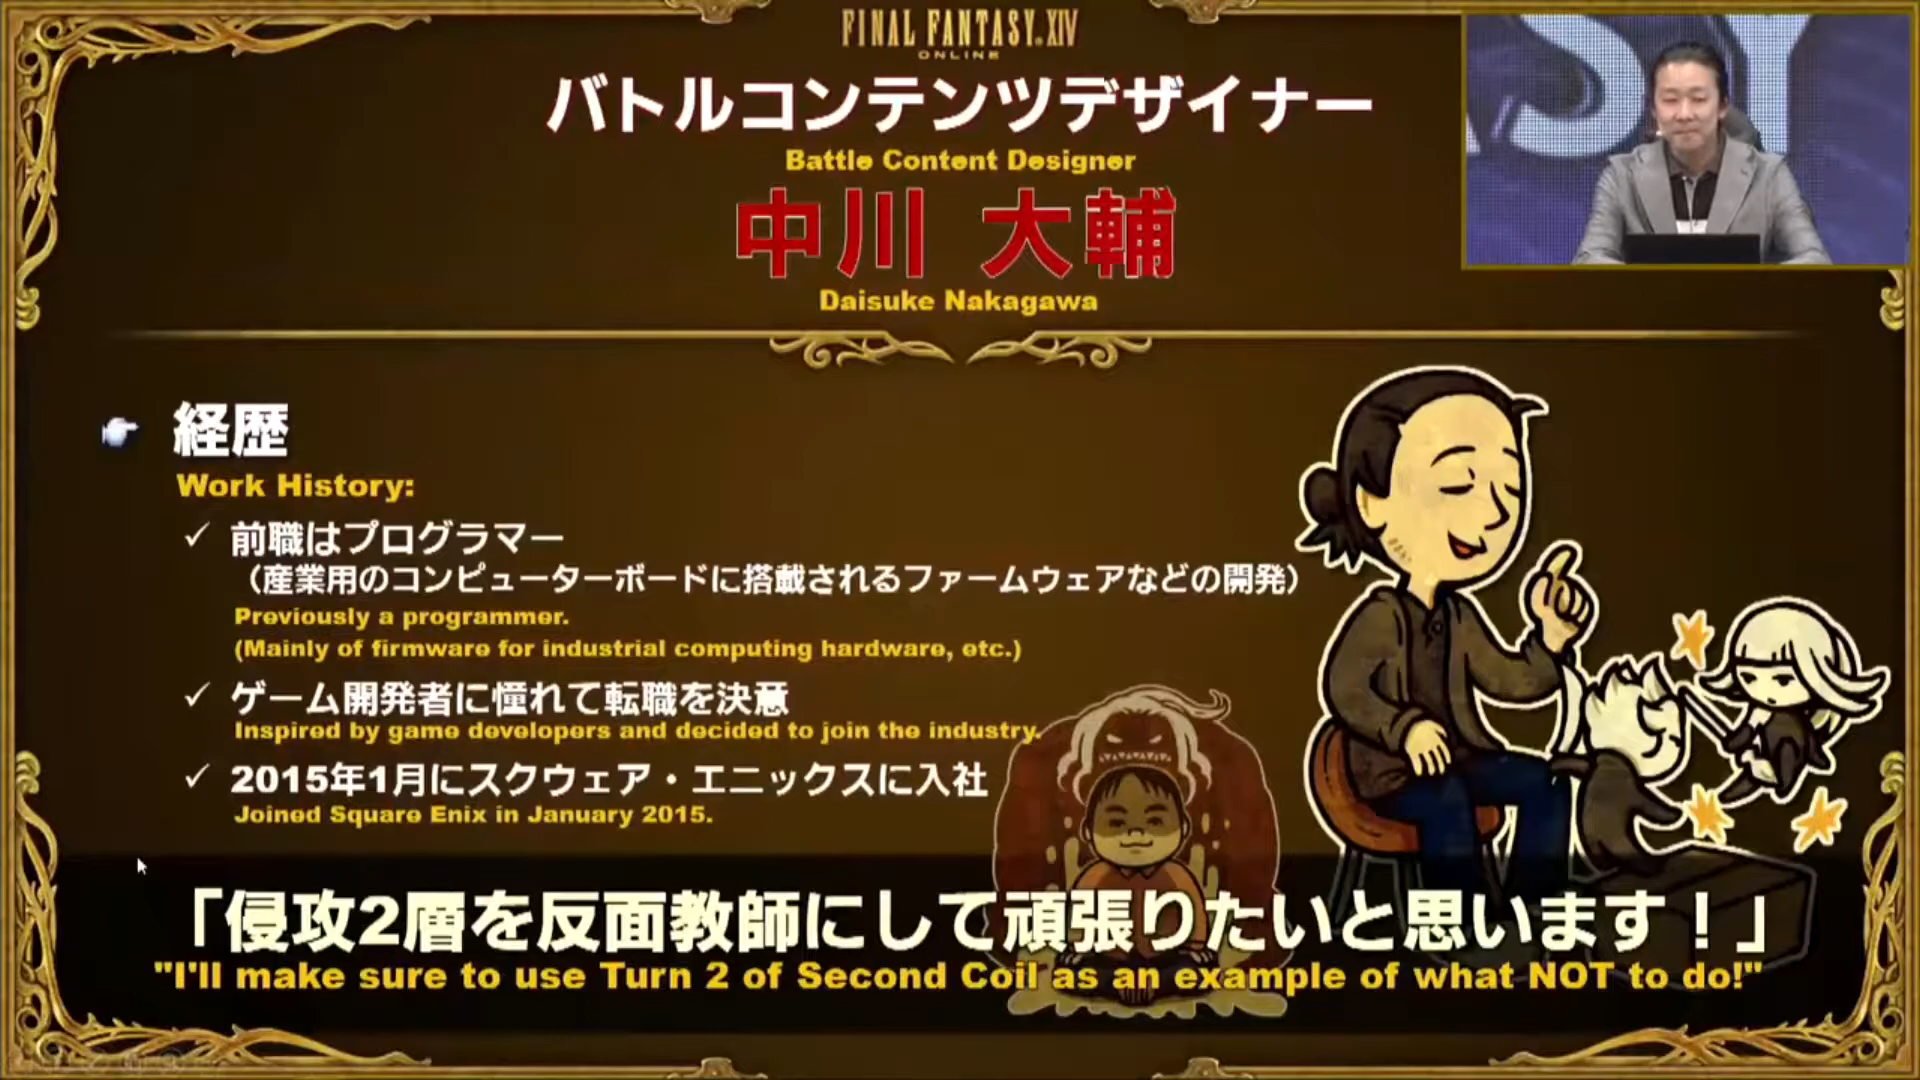 FINAL FANTASY XIV
ONLINE
バトルコンテンツデザイナー
Battle Content Designer
中川 大輔
Daisuke Nakagawa
経歴
Work History:
✓ 前職はプログラマー
（産業用のコンピューターボードに搭載されるファームウェアなどの開発）
Previously a programmer.
(Mainly of firmware for industrial computing hardware, etc.)
✓ ゲーム開発者に憧れて転職を決意
Inspired by game developers and decided to join the industry.
✓ 2015年1月にスクウェア・エニックスに入社
Joined Square Enix in January 2015.
「侵攻2層を反面教師にして頑張りたいと思います！」
"I'll make sure to use Turn 2 of Second Coil as an example of what NOT to do!"